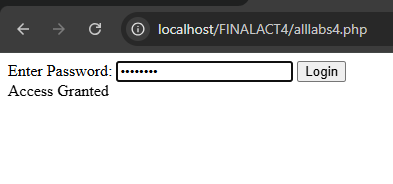 localhost/FINALACT4/alllabs4.php
Enter Password: •••••••• Login
Access Granted